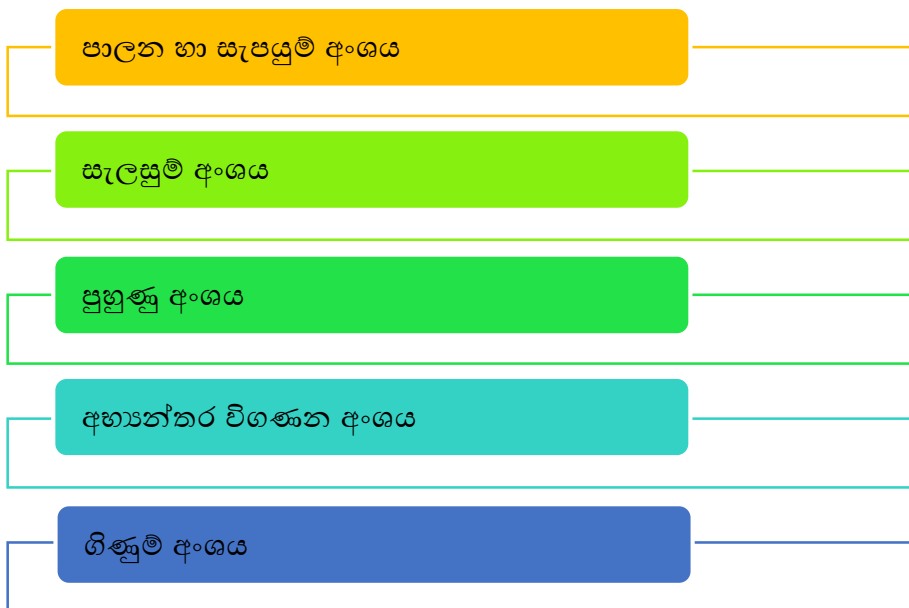 පාලන හා සැපයුම් අංශය
සැලසුම් අංශය
පුහුණු අංශය
අභ්‍යන්තර විගණන අංශය
ගිණුම් අංශය